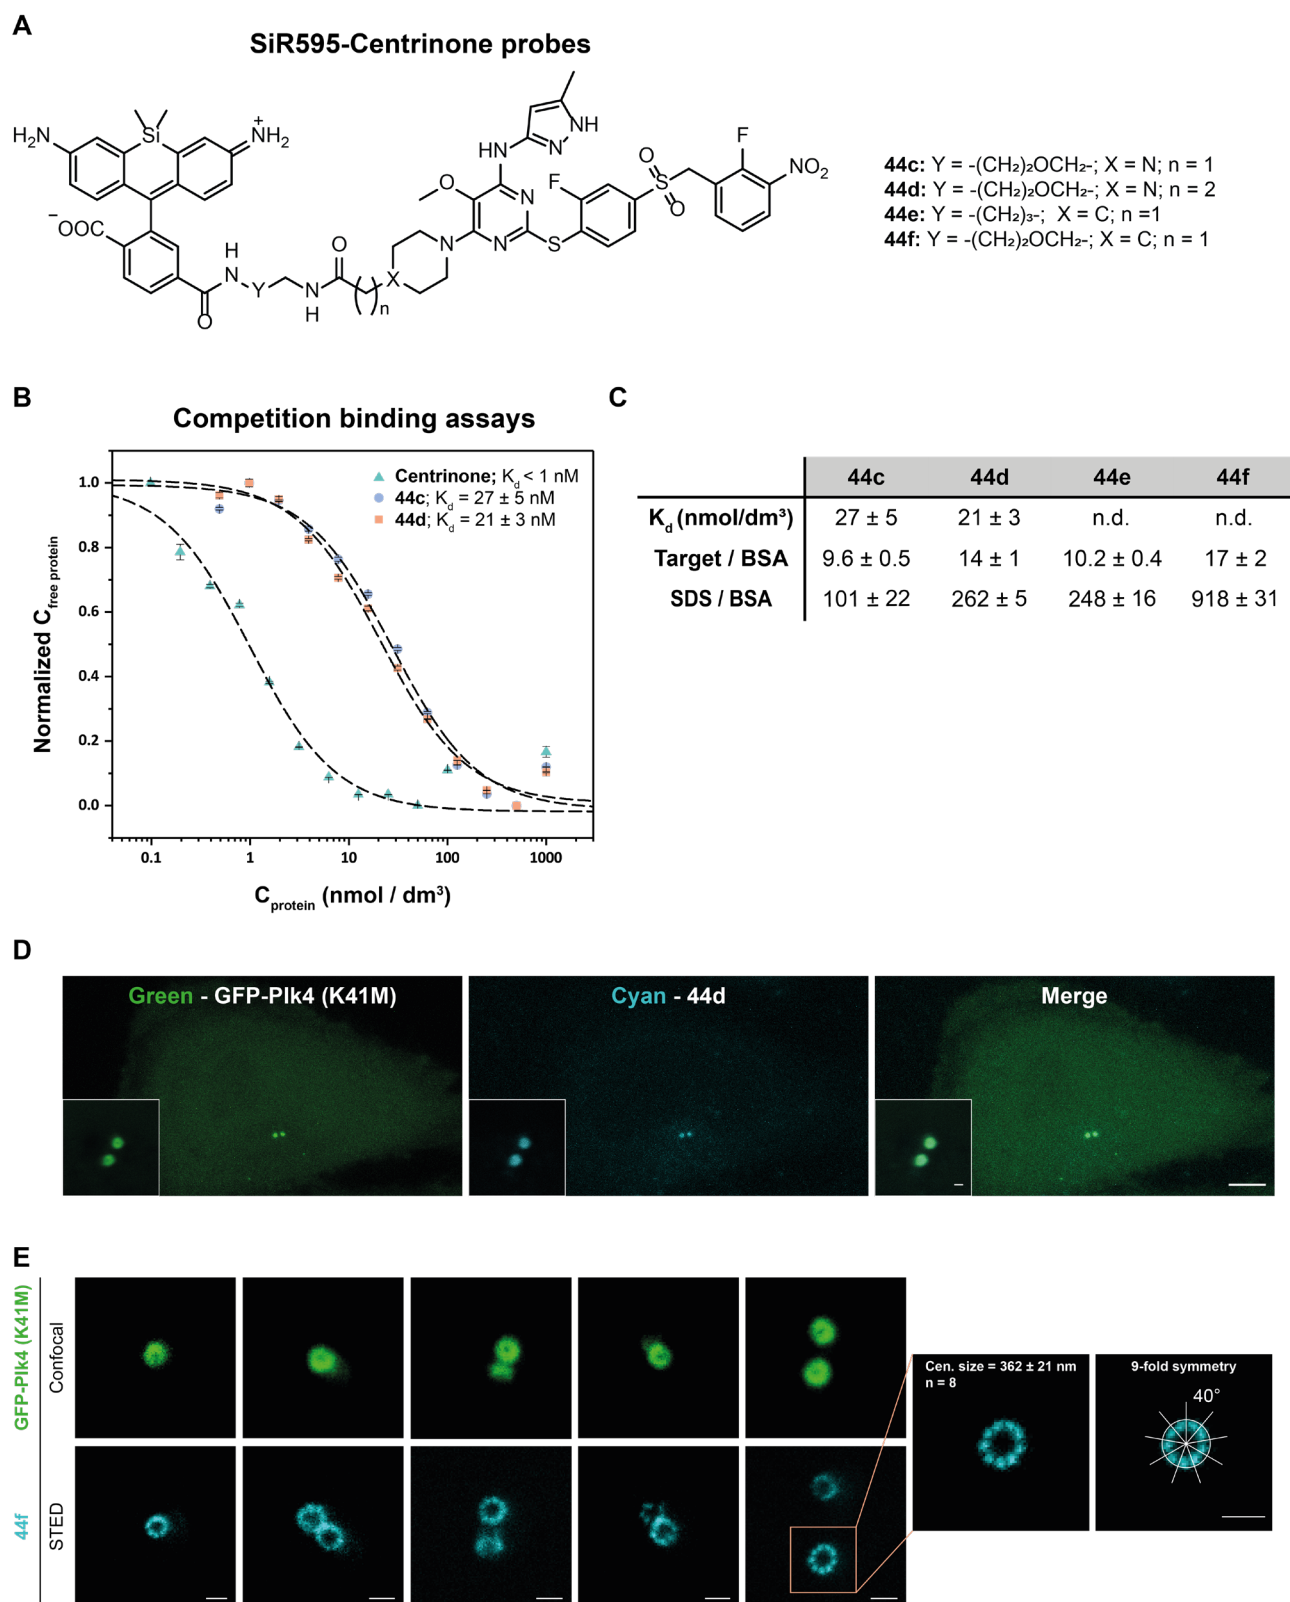 A
SiR595-Centrinone probes
H₂N
Si
+
NH₂
⁻OOC
H
N
Y
N
H
O
O
n
X
N
O
HN
NH
N
N
N
S
F
O
S
O
F
NO₂
44c: Y = -(CH₂)₂OCH₂-; X = N; n = 1
44d: Y = -(CH₂)₂OCH₂-; X = N; n = 2
44e: Y = -(CH₂)₃-; X = C; n =1
44f: Y = -(CH₂)₂OCH₂-; X = C; n = 1
B
Competition binding assays
Centrinone; Kd < 1 nM
44c; Kd = 27 ± 5 nM
44d; Kd = 21 ± 3 nM
Normalized Cfree protein
1.0
0.8
0.6
0.4
0.2
0.0
0.1 1 10 100 1000
Cprotein (nmol / dm³)
C
44c 44d 44e 44f
Kd (nmol/dm³) 27 ± 5 21 ± 3 n.d. n.d.
Target / BSA 9.6 ± 0.5 14 ± 1 10.2 ± 0.4 17 ± 2
SDS / BSA 101 ± 22 262 ± 5 248 ± 16 918 ± 31
D
Green - GFP-Plk4 (K41M)
Cyan - 44d
Merge
E
GFP-Plk4 (K41M)
Confocal
44f
STED
Cen. size = 362 ± 21 nm
n = 8
9-fold symmetry
40°